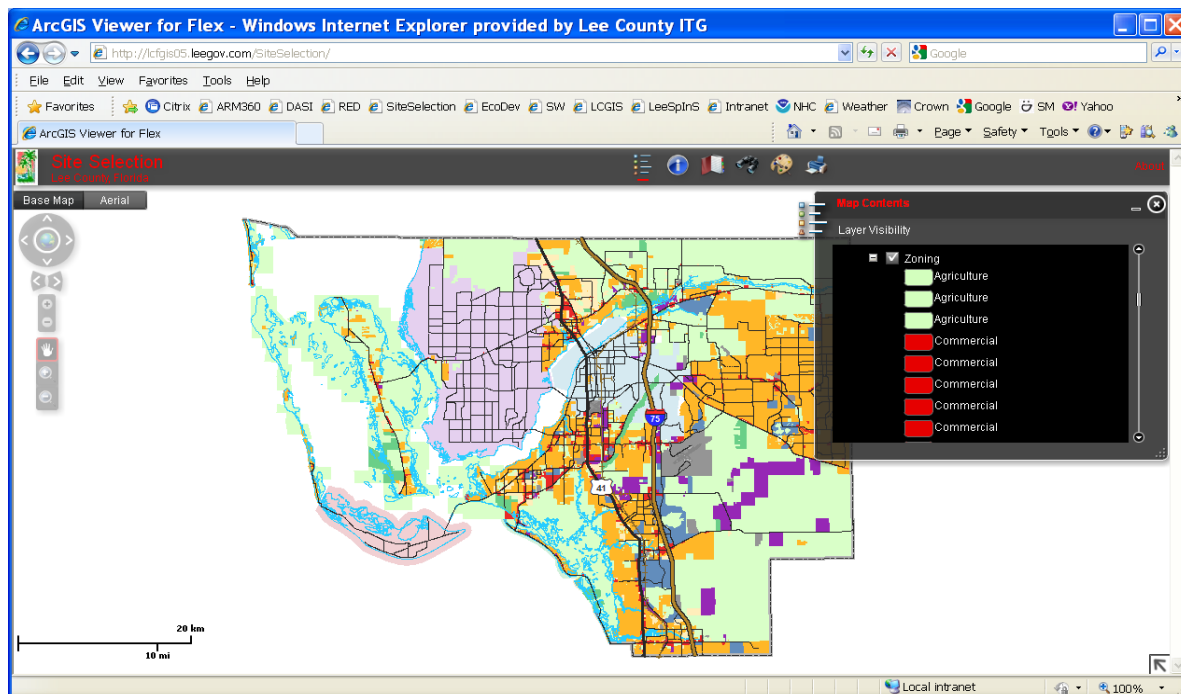 ArcGIS Viewer for Flex - Windows Internet Explorer provided by Lee County ITG
http://lcfgis05.leegov.com/SiteSelection/
Google
File Edit View Favorites Tools Help
Favorites Citrix ARM360 DASI RED SiteSelection EcoDev SW LCGIS LeeSpInS Intranet NHC Weather Crown Google SM Yahoo
ArcGIS Viewer for Flex
Page Safety Tools
Site Selection
Lee County Florida
About
Base Map Aerial
Map Contents
Layer Visibility
Zoning
Agriculture
Agriculture
Agriculture
Commercial
Commercial
Commercial
Commercial
Commercial
75
41
20 km
10 mi
Local intranet
100%